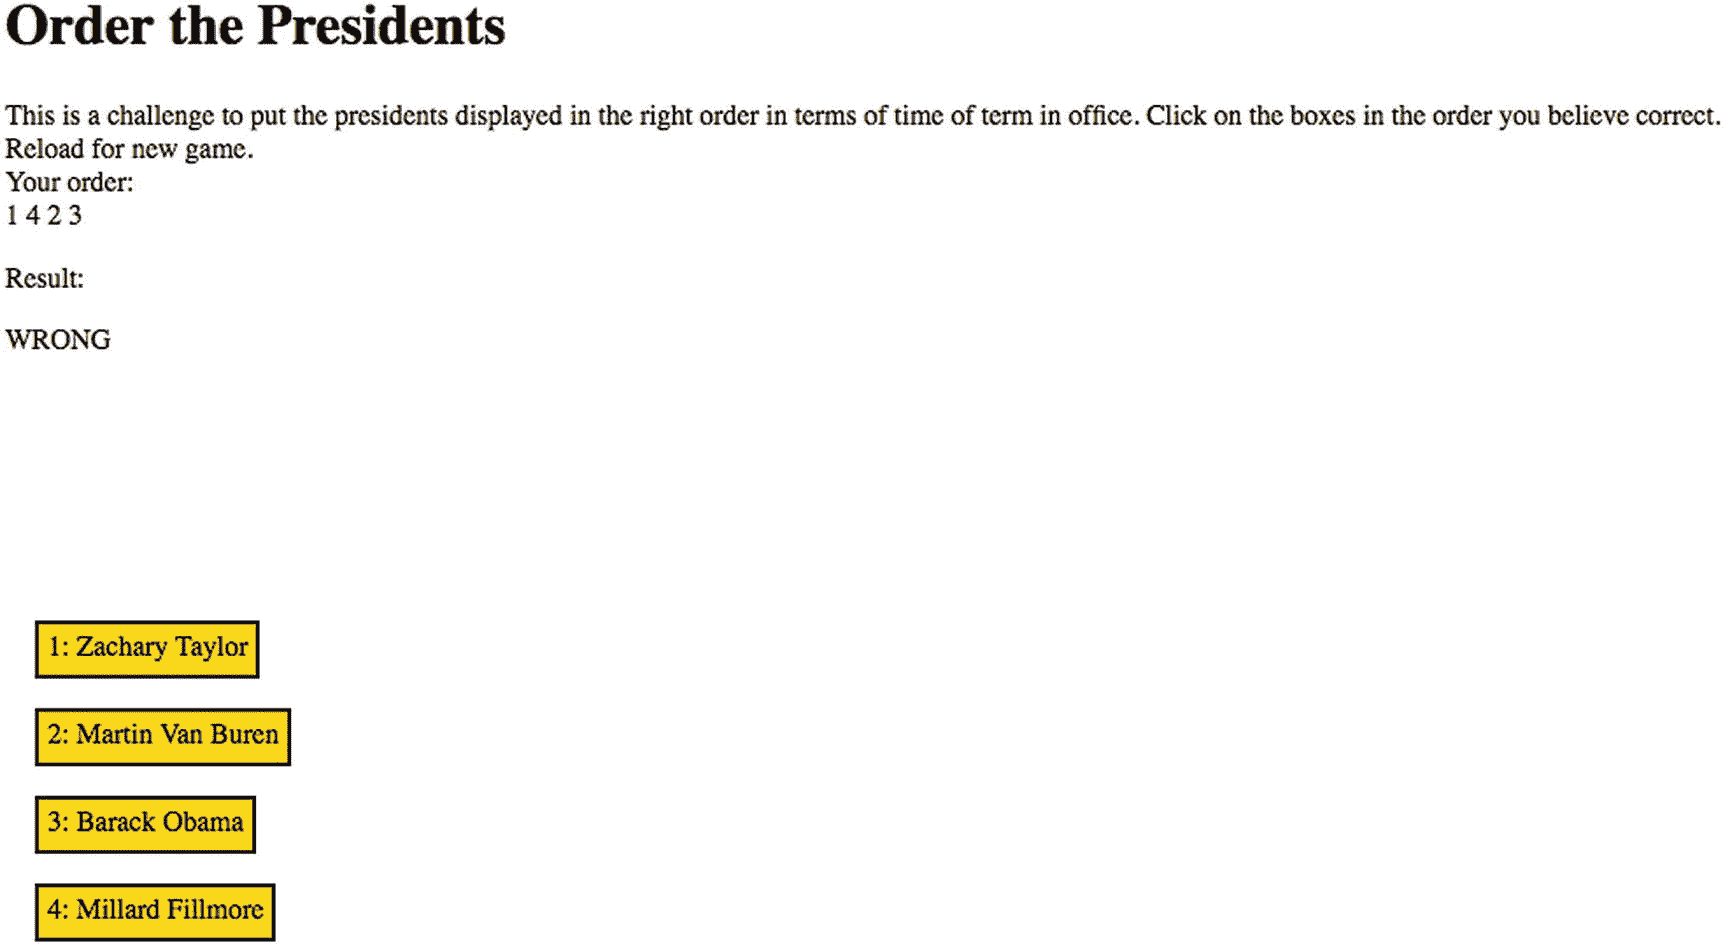 Order the Presidents
This is a challenge to put the presidents displayed in the right order in terms of time of term in office. Click on the boxes in the order you believe correct.
Reload for new game.
Your order:
1 4 2 3
Result:
WRONG
1: Zachary Taylor
2: Martin Van Buren
3: Barack Obama
4: Millard Fillmore